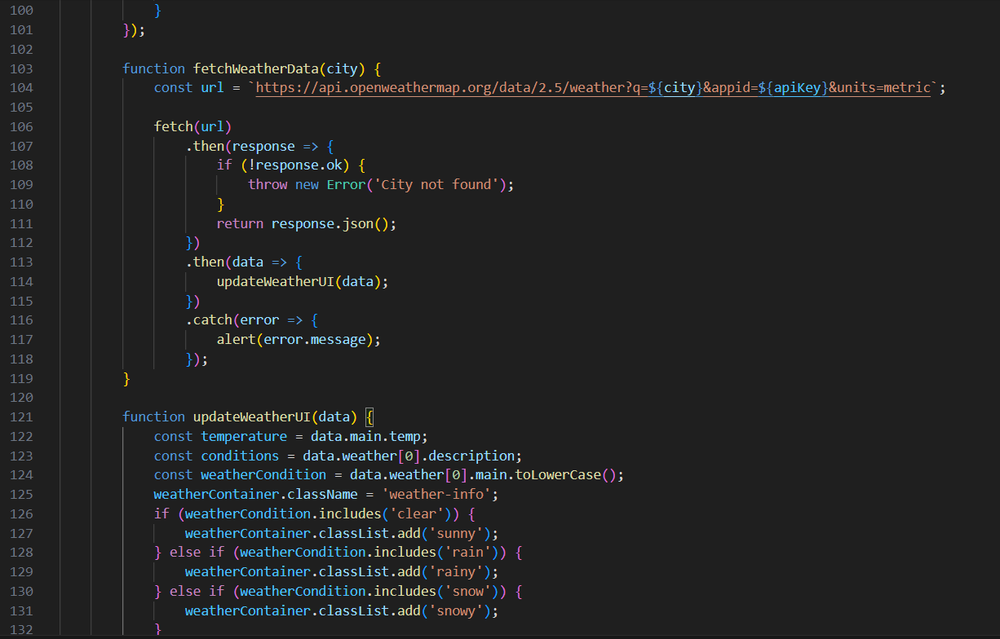 100 }
101 });
102
103 function fetchWeatherData(city) {
104 const url = `https://api.openweathermap.org/data/2.5/weather?q=${city}&appid=${apiKey}&units=metric`;
105
106 fetch(url)
107 .then(response => {
108 if (!response.ok) {
109 throw new Error('City not found');
110 }
111 return response.json();
112 })
113 .then(data => {
114 updateWeatherUI(data);
115 })
116 .catch(error => {
117 alert(error.message);
118 });
119 }
120
121 function updateWeatherUI(data) {
122 const temperature = data.main.temp;
123 const conditions = data.weather[0].description;
124 const weatherCondition = data.weather[0].main.toLowerCase();
125 weatherContainer.className = 'weather-info';
126 if (weatherCondition.includes('clear')) {
127 weatherContainer.classList.add('sunny');
128 } else if (weatherCondition.includes('rain')) {
129 weatherContainer.classList.add('rainy');
130 } else if (weatherCondition.includes('snow')) {
131 weatherContainer.classList.add('snowy');
132 }